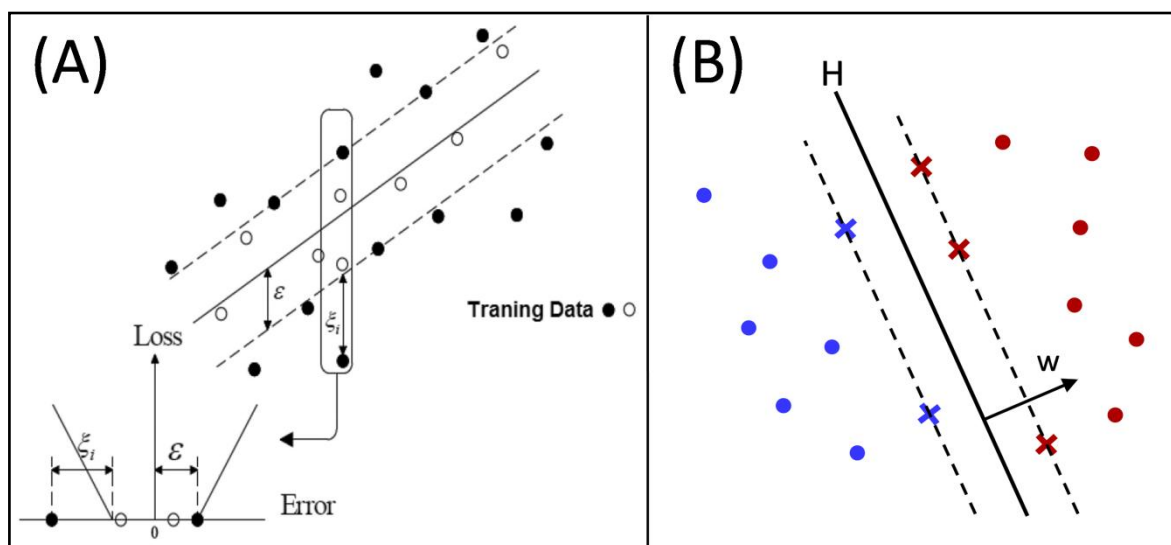 (A)
ε
ξi
Traning Data
Loss
ξi
ε
Error
0
(B)
H
w